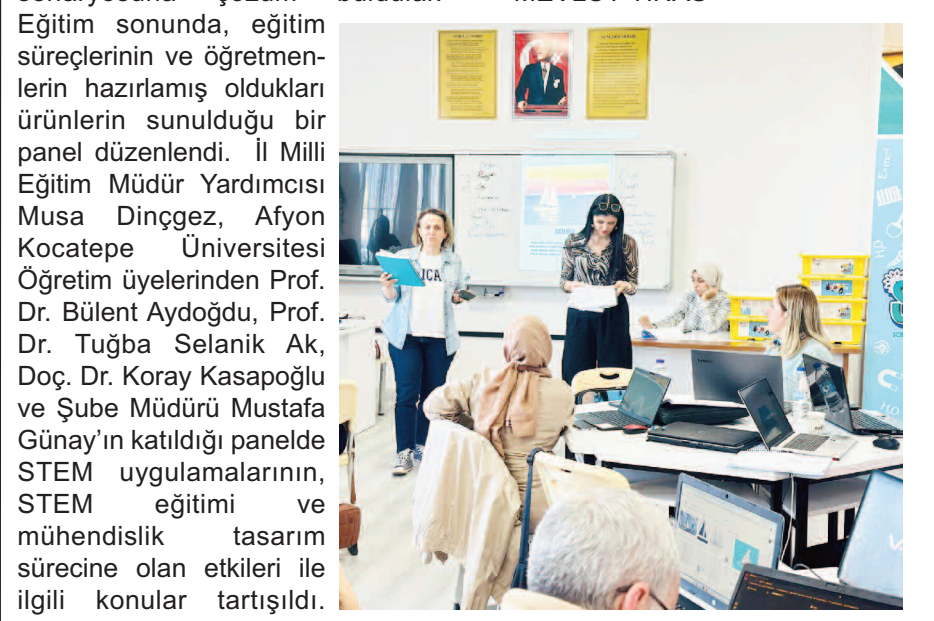 Eğitim sonunda, eğitim
süreçlerinin ve öğretmen-
lerin hazırlamış oldukları
ürünlerin sunulduğu bir
panel düzenlendi. İl Milli
Eğitim Müdür Yardımcısı
Musa Dinçgez, Afyon
Kocatepe Üniversitesi
Öğretim üyelerinden Prof.
Dr. Bülent Aydoğdu, Prof.
Dr. Tuğba Selanik Ak,
Doç. Dr. Koray Kasapoğlu
ve Şube Müdürü Mustafa
Günay’ın katıldığı panelde
STEM uygulamalarının,
STEM eğitimi ve
mühendislik tasarım
sürecine olan etkileri ile
ilgili konular tartışıldı.
E=mc²
H₂O
H₂O